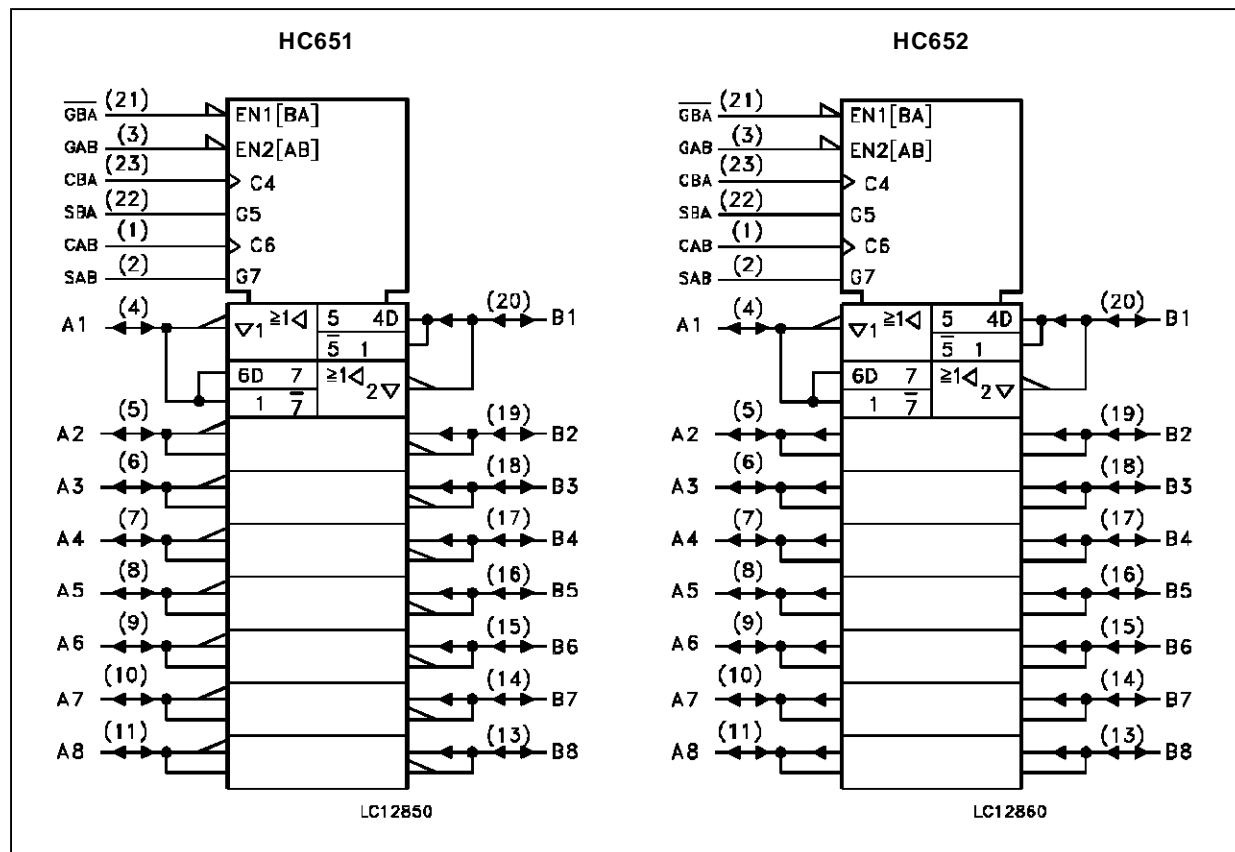 HC651
GBA (21) EN1[BA]
GAB (3) EN2[AB]
CBA (23) C4
SBA (22) G5
CAB (1) C6
SAB (2) G7
A1 (4) ▽1 ≥1◁ 5 4D (20) B1
5 1
6D 7 ≥1◁
1 7 2▽
A2 (5) (19) B2
A3 (6) (18) B3
A4 (7) (17) B4
A5 (8) (16) B5
A6 (9) (15) B6
A7 (10) (14) B7
A8 (11) (13) B8
LC12850
HC652
GBA (21) EN1[BA]
GAB (3) EN2[AB]
CBA (23) C4
SBA (22) G5
CAB (1) C6
SAB (2) G7
A1 (4) ▽1 ≥1◁ 5 4D (20) B1
5 1
6D 7 ≥1◁
1 7 2▽
A2 (5) (19) B2
A3 (6) (18) B3
A4 (7) (17) B4
A5 (8) (16) B5
A6 (9) (15) B6
A7 (10) (14) B7
A8 (11) (13) B8
LC12860